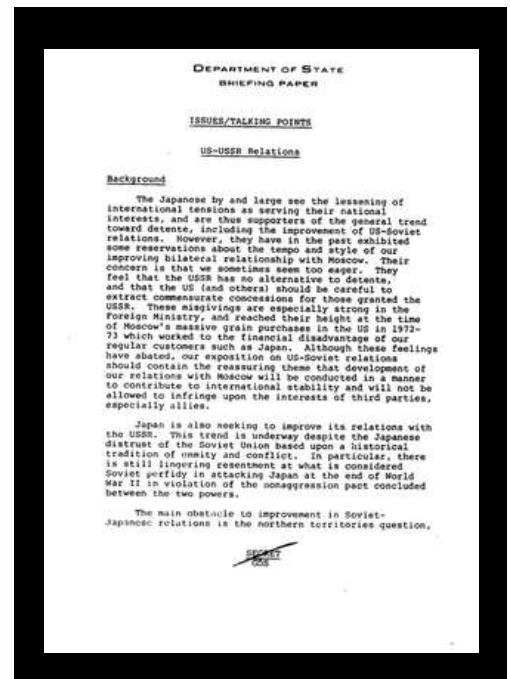 DEPARTMENT OF STATE
BRIEFING PAPER
ISSUES/TALKING POINTS
US-USSR Relations
Background
The Japanese by and large see the lessening of
international tensions as serving their national
interests, and are thus supporters of the general trend
toward detente, including the improvement of US-Soviet
relations. However, they have in the past exhibited
some reservations about the tempo and style of our
improving bilateral relationship with Moscow. Their
concern is that we sometimes seem too eager. They
feel that the USSR has no alternative to detente,
and that the US (and others) should be careful to
extract commensurate concessions for those granted the
USSR. These misgivings are especially strong in the
Foreign Ministry, and reached their height at the time
of Moscow's massive grain purchases in the US in 1972-
73 which worked to the financial disadvantage of our
regular customers such as Japan. Although these feelings
have abated, our exposition on US-Soviet relations
should contain the reassuring theme that development of
our relations with Moscow will be conducted in a manner
to contribute to international stability and will not be
allowed to infringe upon the interests of third parties,
especially allies.
Japan is also seeking to improve its relations with
the USSR. This trend is underway despite the Japanese
distrust of the Soviet Union based upon a historical
tradition of enmity and conflict. In particular, there
is still lingering resentment at what is considered
Soviet perfidy in attacking Japan at the end of World
War II in violation of the nonaggression pact concluded
between the two powers.
The main obstacle to improvement in Soviet-
Japanese relations is the northern territories question,
SECRET
GDS